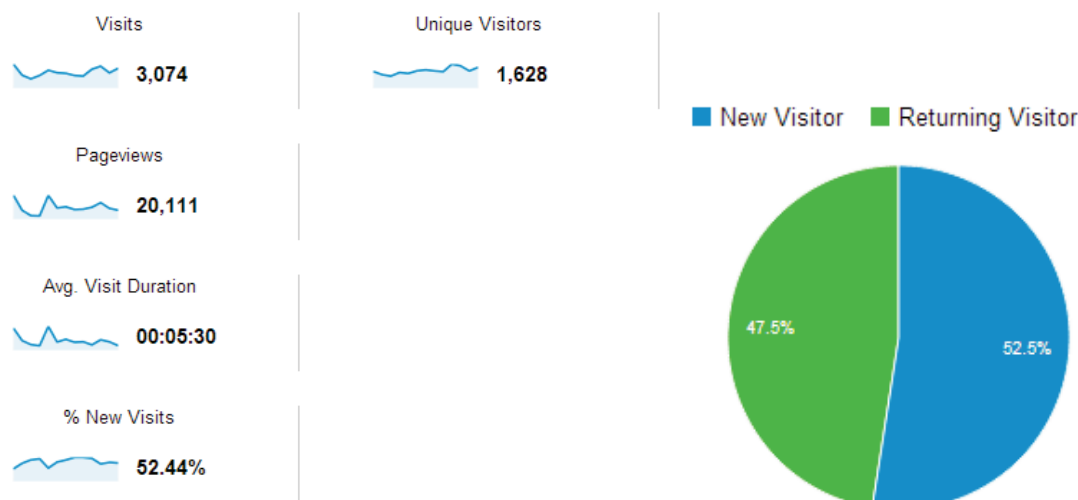 Visits
3,074
Unique Visitors
1,628
Pageviews
20,111
Avg. Visit Duration
00:05:30
% New Visits
52.44%
New Visitor
Returning Visitor
47.5%
52.5%